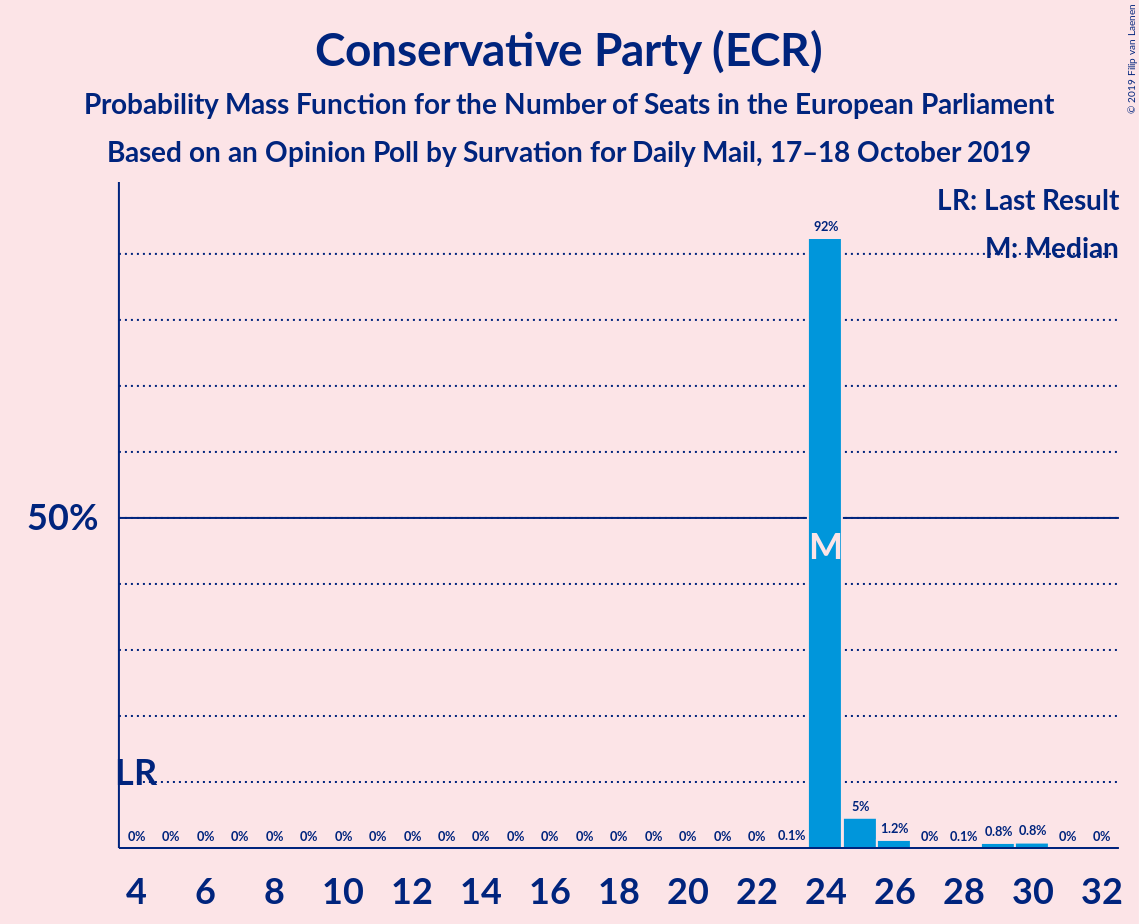 Conservative Party (ECR)
Probability Mass Function for the Number of Seats in the European Parliament
Based on an Opinion Poll by Survation for Daily Mail, 17–18 October 2019
© 2019 Filip van Laenen
LR: Last Result
M: Median
92%
50%
M
LR
0% 0% 0% 0% 0% 0% 0% 0% 0% 0% 0% 0% 0% 0% 0% 0% 0% 0% 0% 0.1% 5% 1.2% 0% 0.1% 0.8% 0.8% 0% 0%
4 6 8 10 12 14 16 18 20 22 24 26 28 30 32